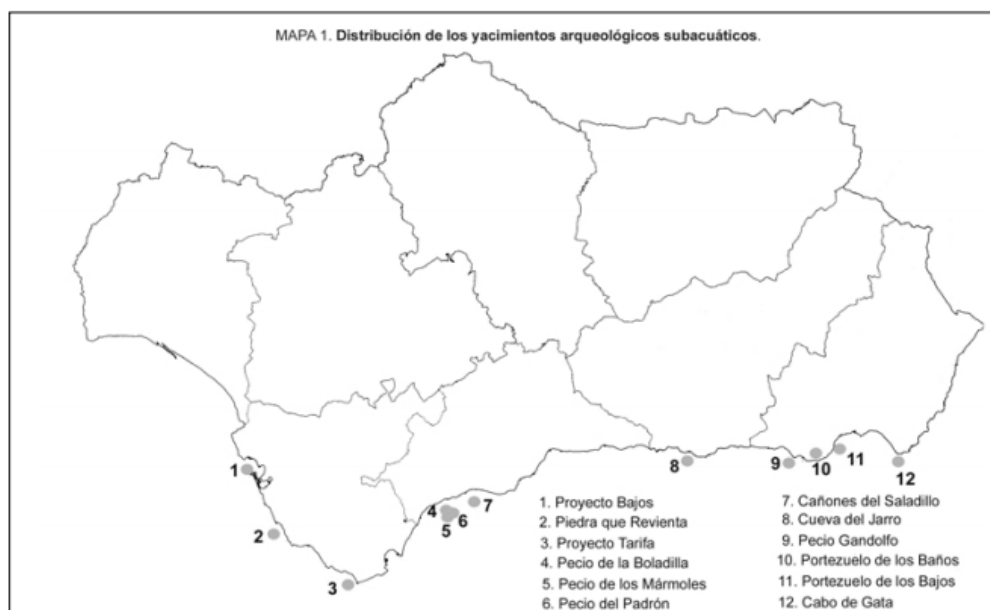 MAPA 1. Distribución de los yacimientos arqueológicos subacuáticos.
1
2
3
4
5
6
7
8
9
10
11
12
1. Proyecto Bajos
2. Piedra que Revienta
3. Proyecto Tarifa
4. Pecio de la Boladilla
5. Pecio de los Mármoles
6. Pecio del Padrón
7. Cañones del Saladillo
8. Cueva del Jarro
9. Pecio Gandolfo
10. Portezuelo de los Baños
11. Portezuelo de los Bajos
12. Cabo de Gata